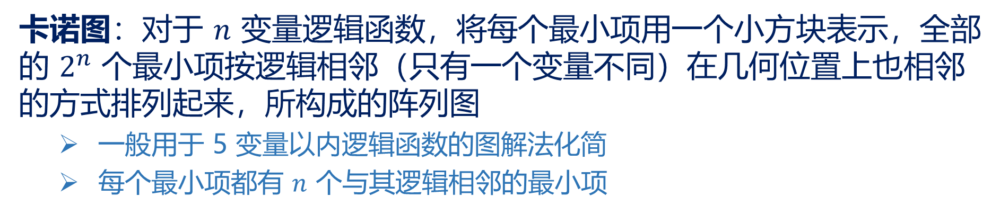 卡诺图：对于 n 变量逻辑函数，将每个最小项用一个小方块表示，全部
的 2ⁿ 个最小项按逻辑相邻（只有一个变量不同）在几何位置上也相邻
的方式排列起来，所构成的阵列图
➢ 一般用于 5 变量以内逻辑函数的图解法化简
➢ 每个最小项都有 n 个与其逻辑相邻的最小项